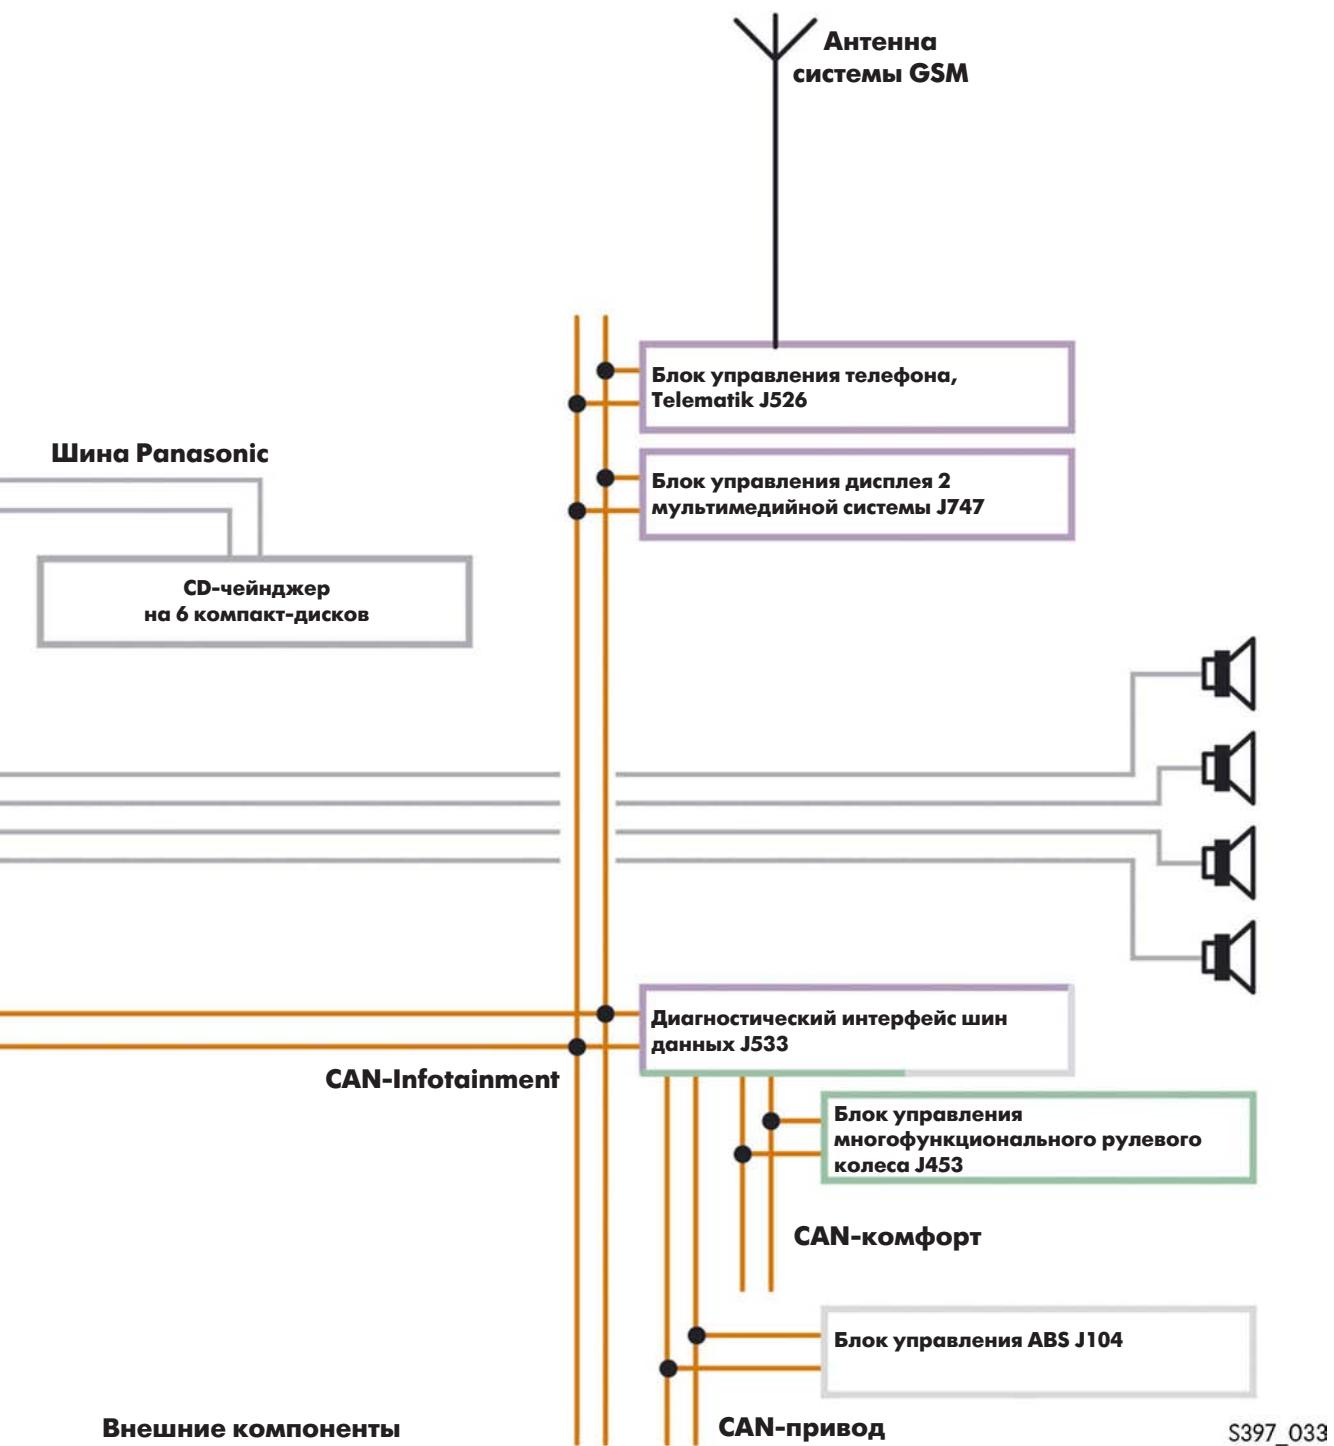 Антенна
системы GSM
Блок управления телефона,
Telematik J526
Шина Panasonic
Блок управления дисплея 2
мультимедийной системы J747
CD-чейнджер
на 6 компакт-дисков
Диагностический интерфейс шин
данных J533
CAN-Infotainment
Блок управления
многофункционального рулевого
колеса J453
CAN-комфорт
Блок управления ABS J104
Внешние компоненты
CAN-привод
S397_033